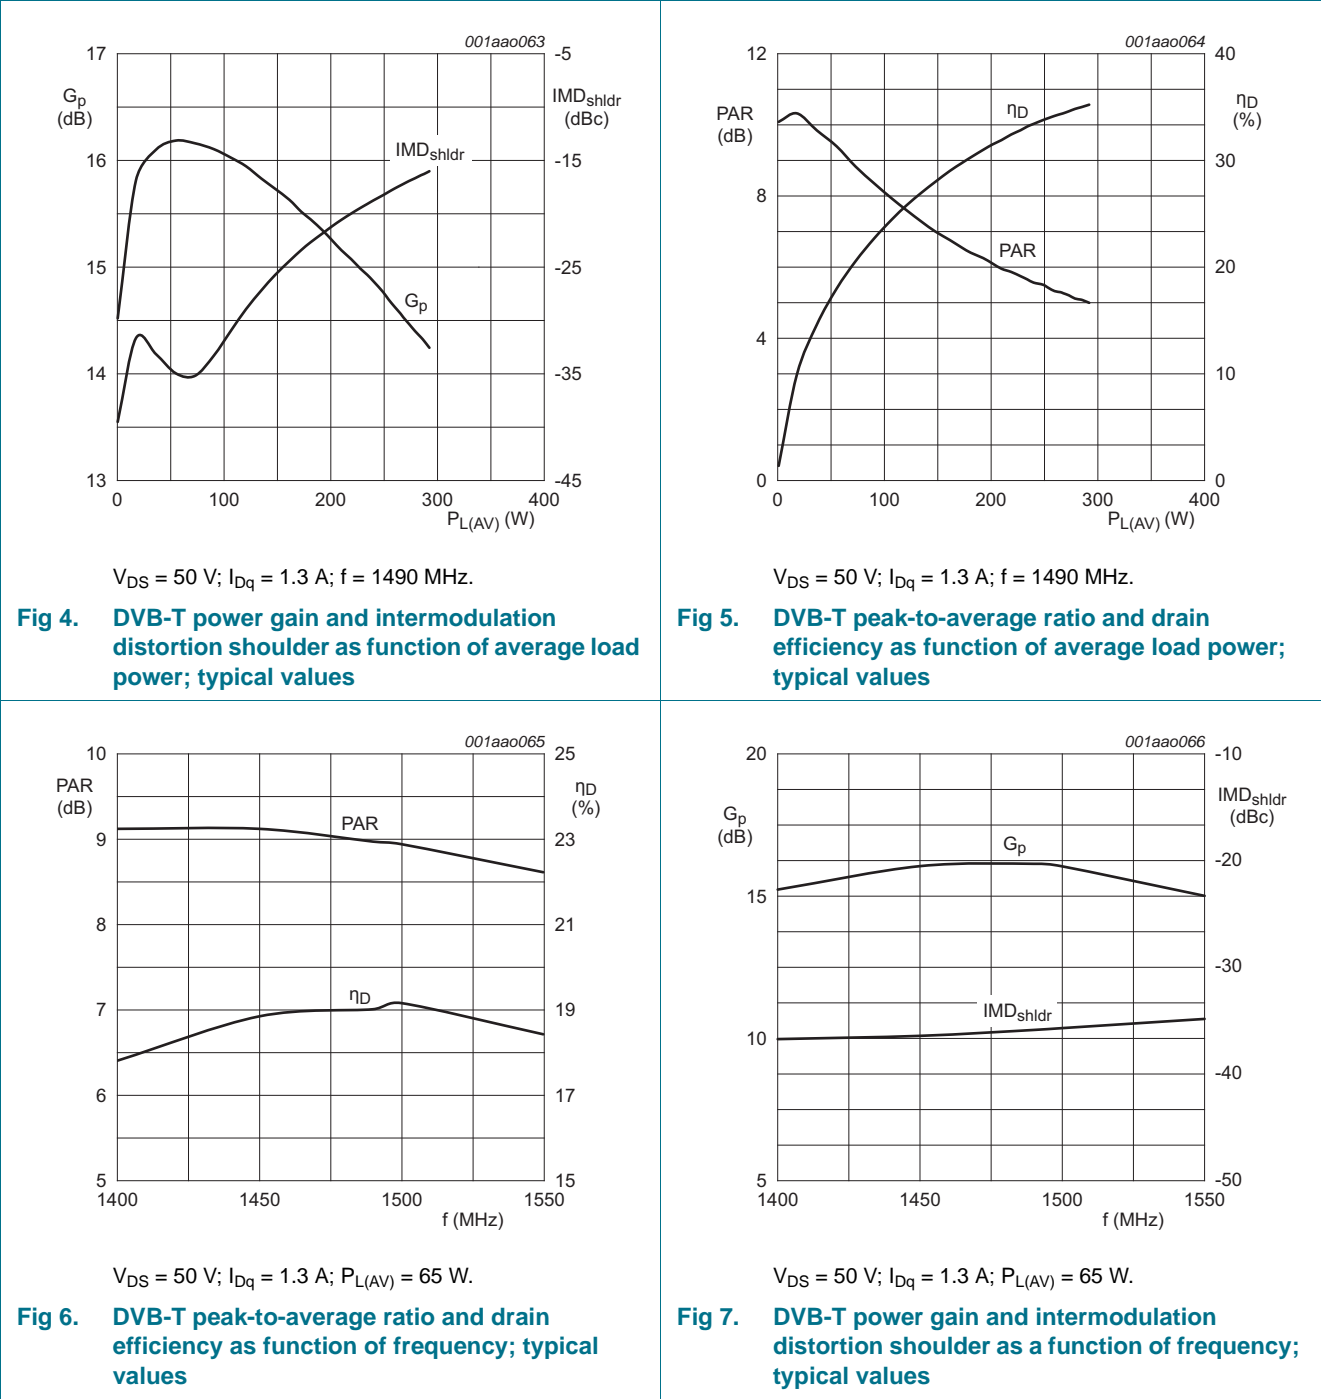 001aao063
17
16
15
14
13
Gp
(dB)
-5
-15
-25
-35
-45
IMDshldr
(dBc)
IMDshldr
Gp
0
100
200
300
400
PL(AV) (W)
VDS = 50 V; IDq = 1.3 A; f = 1490 MHz.
Fig 4. DVB-T power gain and intermodulation
distortion shoulder as function of average load
power; typical values
001aao064
12
8
4
0
PAR
(dB)
40
30
20
10
0
ηD
(%)
ηD
PAR
0
100
200
300
400
PL(AV) (W)
VDS = 50 V; IDq = 1.3 A; f = 1490 MHz.
Fig 5. DVB-T peak-to-average ratio and drain
efficiency as function of average load power;
typical values
001aao065
10
9
8
7
6
5
PAR
(dB)
25
23
21
19
17
15
ηD
(%)
PAR
ηD
1400
1450
1500
1550
f (MHz)
VDS = 50 V; IDq = 1.3 A; PL(AV) = 65 W.
Fig 6. DVB-T peak-to-average ratio and drain
efficiency as function of frequency; typical
values
001aao066
20
15
10
5
Gp
(dB)
-10
-20
-30
-40
-50
IMDshldr
(dBc)
Gp
IMDshldr
1400
1450
1500
1550
f (MHz)
VDS = 50 V; IDq = 1.3 A; PL(AV) = 65 W.
Fig 7. DVB-T power gain and intermodulation
distortion shoulder as a function of frequency;
typical values